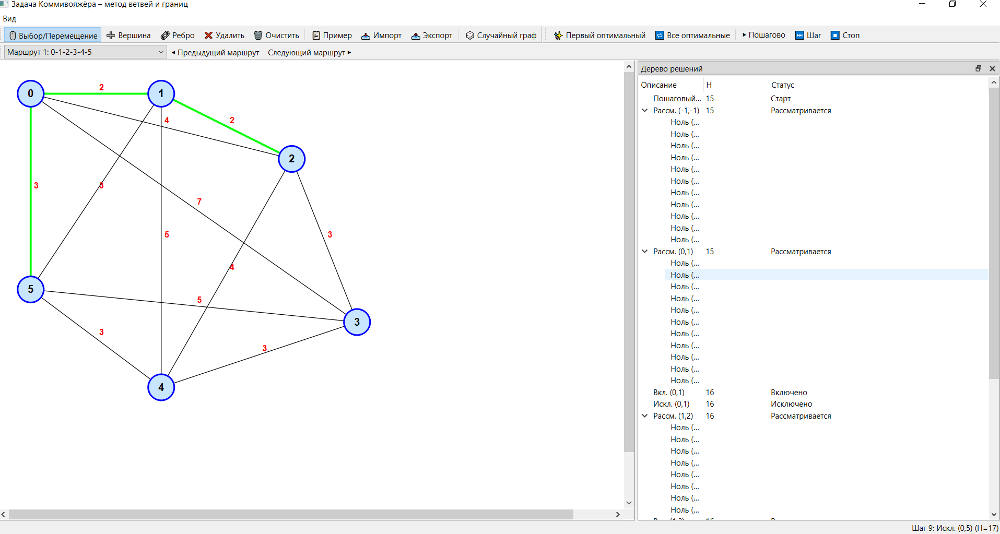 Задача Коммивояжёра – метод ветвей и границ
Вид
Выбор/Перемещение Вершина Ребро Удалить Очистить Пример Импорт Экспорт Случайный граф Первый оптимальный Все оптимальные Пошагово Шаг Стоп
Маршрут 1: 0-1-2-3-4-5 Предыдущий маршрут Следующий маршрут
0
2
1
4
2
2
3
3
7
5
3
4
5
5
3
3
3
4
Дерево решений
Описание H Статус
Пошаговый... 15 Старт
Рассм. (-1,-1) 15 Рассматривается
Ноль (...
Ноль (...
Ноль (...
Ноль (...
Ноль (...
Ноль (...
Ноль (...
Ноль (...
Ноль (...
Ноль (...
Ноль (...
Рассм. (0,1) 15 Рассматривается
Ноль (...
Ноль (...
Ноль (...
Ноль (...
Ноль (...
Ноль (...
Ноль (...
Ноль (...
Ноль (...
Ноль (...
Ноль (...
Вкл. (0,1) 16 Включено
Искл. (0,1) 16 Исключено
Рассм. (1,2) 16 Рассматривается
Ноль (...
Ноль (...
Ноль (...
Ноль (...
Ноль (...
Ноль (...
Ноль (...
Ноль (...
Шаг 9: Искл. (0,5) (H=17)